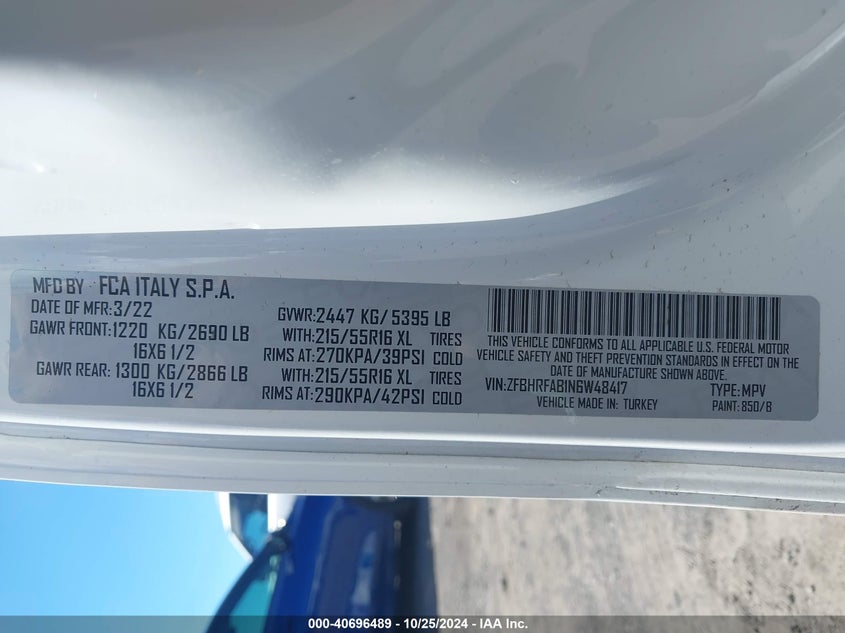 MFD BY FCA ITALY S.P.A.
DATE OF MFR:3/22
GAWR FRONT:1220 KG/2690 LB
16X6 1/2
GAWR REAR: 1300 KG/2866 LB
16X6 1/2
GVWR:2447 KG/5395 LB
WITH:215/55R16 XL TIRES
RIMS AT:270KPA/39PSI COLD
WITH:215/55R16 XL TIRES
RIMS AT:290KPA/42PSI COLD
THIS VEHICLE CONFORMS TO ALL APPLICABLE U.S. FEDERAL MOTOR
VEHICLE SAFETY AND THEFT PREVENTION STANDARDS IN EFFECT ON THE
DATE OF MANUFACTURE SHOWN ABOVE.
VIN:ZFBHRFAB1N6W48417 TYPE: MPV
VEHICLE MADE IN: TURKEY PAINT: 850/B
000-40696489 - 10/25/2024 - IAA Inc.